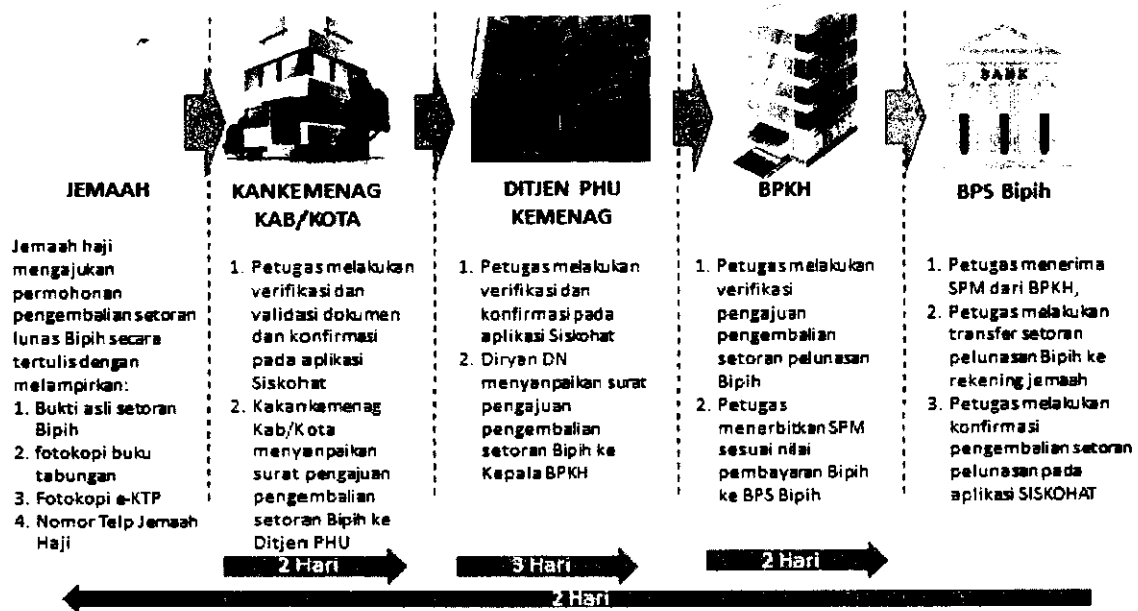 BANK
JEMAAH
Jemaah haji
mengajukan
permohonan
pengembalian setoran
lunas Bipih secara
tertulis dengan
melampirkan:
1. Bukti asli setoran
Bipih
2. fotokopi buku
tabungan
3. Fotokopi e-KTP
4. Nomor Telp Jemaah
Haji
KANKEMENAG
KAB/KOTA
1. Petugas melakukan
verifikasi dan
validasi dokumen
dan konfirmasi
pada aplikasi
Siskohat
2. Kakankemenag
Kab/Kota
menyanpaikan
surat pengajuan
pengembalian
setoran Bipih ke
Ditjen PHU
2 Hari
DITJEN PHU
KEMENAG
1. Petugas melakukan
verifikasi dan
konfirmasi pada
aplikasi Siskohat
2. Diryan DN
menyanpaikan surat
pengajuan
pengembalian
setoran Bipih ke
Kepala BPKH
3 Hari
BPKH
1. Petugas melakukan
verifikasi
pengajuan
pengembalian
setoran pelunasan
Bipih
2. Petugas
menerbitkan SPM
sesuai nilai
pembayaran Bipih
ke BPS Bipih
2 Hari
BPS Bipih
1. Petugas menerima
SPM dari BPKH,
2. Petugas melakukan
transfer setoran
pelunasan Bipih ke
rekening jemaah
3. Petugas melakukan
konfirmasi
pengembalian setoran
pelunasan pada
aplikasi SISKOHAT
2 Hari